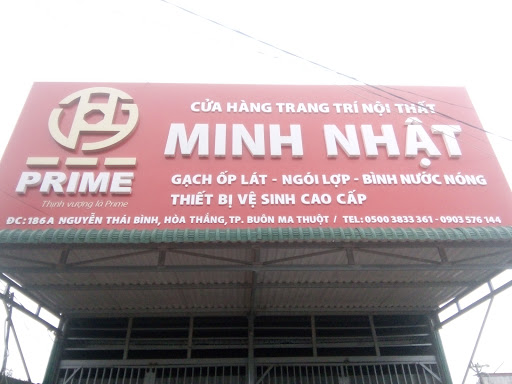 PRIME
Thịnh vượng là Prime
CỬA HÀNG TRANG TRÍ NỘI THẤT
MINH NHẬT
GẠCH ỐP LÁT - NGÓI LỢP - BÌNH NƯỚC NÓNG
THIẾT BỊ VỆ SINH CAO CẤP
ĐC: 186A NGUYỄN THÁI BÌNH, HÒA THẮNG, TP. BUÔN MA THUỘT / TEL: 0500 3833 361 - 0903 576 144